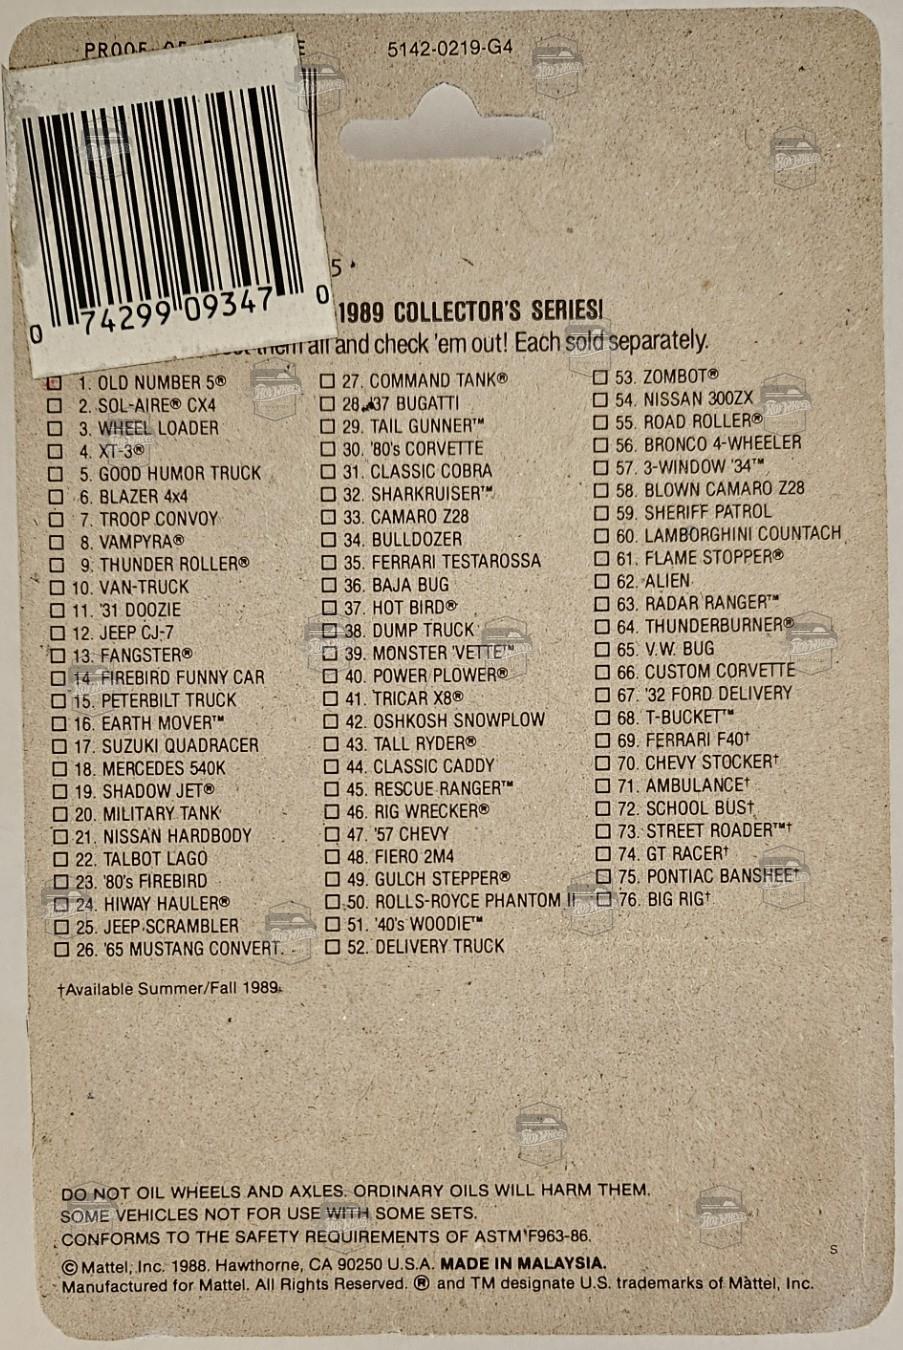 PROOF OF
5142-0219-G4
0 74299 09347 0
5
1989 COLLECTOR'S SERIES!
them all and check 'em out! Each sold separately.
☐ 1. OLD NUMBER 5®
☐ 2. SOL-AIRE® CX4
☐ 3. WHEEL LOADER
☐ 4. XT-3®
☐ 5. GOOD HUMOR TRUCK
☐ 6. BLAZER 4x4
☐ 7. TROOP CONVOY
☐ 8. VAMPYRA®
☐ 9. THUNDER ROLLER®
☐ 10. VAN-TRUCK
☐ 11. '31 DOOZIE
☐ 12. JEEP CJ-7
☐ 13. FANGSTER®
☐ 14. FIREBIRD FUNNY CAR
☐ 15. PETERBILT TRUCK
☐ 16. EARTH MOVER™
☐ 17. SUZUKI QUADRACER
☐ 18. MERCEDES 540K
☐ 19. SHADOW JET®
☐ 20. MILITARY TANK
☐ 21. NISSAN HARDBODY
☐ 22. TALBOT LAGO
☐ 23. '80's FIREBIRD
☐ 24. HIWAY HAULER®
☐ 25. JEEP SCRAMBLER
☐ 26. '65 MUSTANG CONVERT.
☐ 27. COMMAND TANK®
☐ 28. '37 BUGATTI
☐ 29. TAIL GUNNER™
☐ 30. '80's CORVETTE
☐ 31. CLASSIC COBRA
☐ 32. SHARKRUISER™
☐ 33. CAMARO Z28
☐ 34. BULLDOZER
☐ 35. FERRARI TESTAROSSA
☐ 36. BAJA BUG
☐ 37. HOT BIRD®
☐ 38. DUMP TRUCK
☐ 39. MONSTER 'VETTE™
☐ 40. POWER PLOWER®
☐ 41. TRICAR X8®
☐ 42. OSHKOSH SNOWPLOW
☐ 43. TALL RYDER®
☐ 44. CLASSIC CADDY
☐ 45. RESCUE RANGER™
☐ 46. RIG WRECKER®
☐ 47. '57 CHEVY
☐ 48. FIERO 2M4
☐ 49. GULCH STEPPER®
☐ 50. ROLLS-ROYCE PHANTOM II
☐ 51. '40's WOODIE™
☐ 52. DELIVERY TRUCK
☐ 53. ZOMBOT®
☐ 54. NISSAN 300ZX
☐ 55. ROAD ROLLER®
☐ 56. BRONCO 4-WHEELER
☐ 57. 3-WINDOW '34™
☐ 58. BLOWN CAMARO Z28
☐ 59. SHERIFF PATROL
☐ 60. LAMBORGHINI COUNTACH
☐ 61. FLAME STOPPER®
☐ 62. ALIEN
☐ 63. RADAR RANGER™
☐ 64. THUNDERBURNER®
☐ 65. V.W. BUG
☐ 66. CUSTOM CORVETTE
☐ 67. '32 FORD DELIVERY
☐ 68. T-BUCKET™
☐ 69. FERRARI F40†
☐ 70. CHEVY STOCKER†
☐ 71. AMBULANCE†
☐ 72. SCHOOL BUS†
☐ 73. STREET ROADER™†
☐ 74. GT RACER†
☐ 75. PONTIAC BANSHEE†
☐ 76. BIG RIG†
†Available Summer/Fall 1989.
DO NOT OIL WHEELS AND AXLES. ORDINARY OILS WILL HARM THEM.
SOME VEHICLES NOT FOR USE WITH SOME SETS.
CONFORMS TO THE SAFETY REQUIREMENTS OF ASTM F963-86.
S
© Mattel, Inc. 1988. Hawthorne, CA 90250 U.S.A. MADE IN MALAYSIA.
Manufactured for Mattel. All Rights Reserved. ® and TM designate U.S. trademarks of Mattel, Inc.